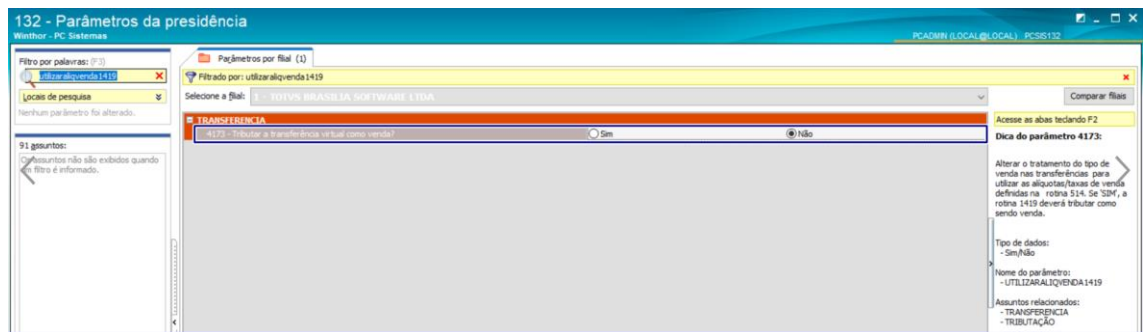 132 - Parâmetros da presidência
Winthor - PC Sistemas
PCADMIN (LOCAL@LOCAL) PCSIS132
Filtro por palavras: (F3)
utilizaraliqvenda1419
Locais de pesquisa
Nenhum parâmetro foi alterado.
91 assuntos:
Os assuntos não são exibidos quando
um filtro é informado.
Parâmetros por filial (1)
Filtrado por: utilizaraliqvenda1419
Selecione a filial:
1 - TOTVS BRASILIA SOFTWARE LTDA
Comparar filiais
TRANSFERENCIA
4173 - Tributar a transferência virtual como venda?
Sim
Não
Acesse as abas teclando F2
Dica do parâmetro 4173:
Alterar o tratamento do tipo de
venda nas transferências para
utilizar as alíquotas/taxas de venda
definidas na rotina 514. Se 'SIM', a
rotina 1419 deverá tributar como
sendo venda.
Tipo de dados:
- Sim/Não
Nome do parâmetro:
- UTILIZARALIQVENDA1419
Assuntos relacionados:
- TRANSFERENCIA
- TRIBUTAÇÃO